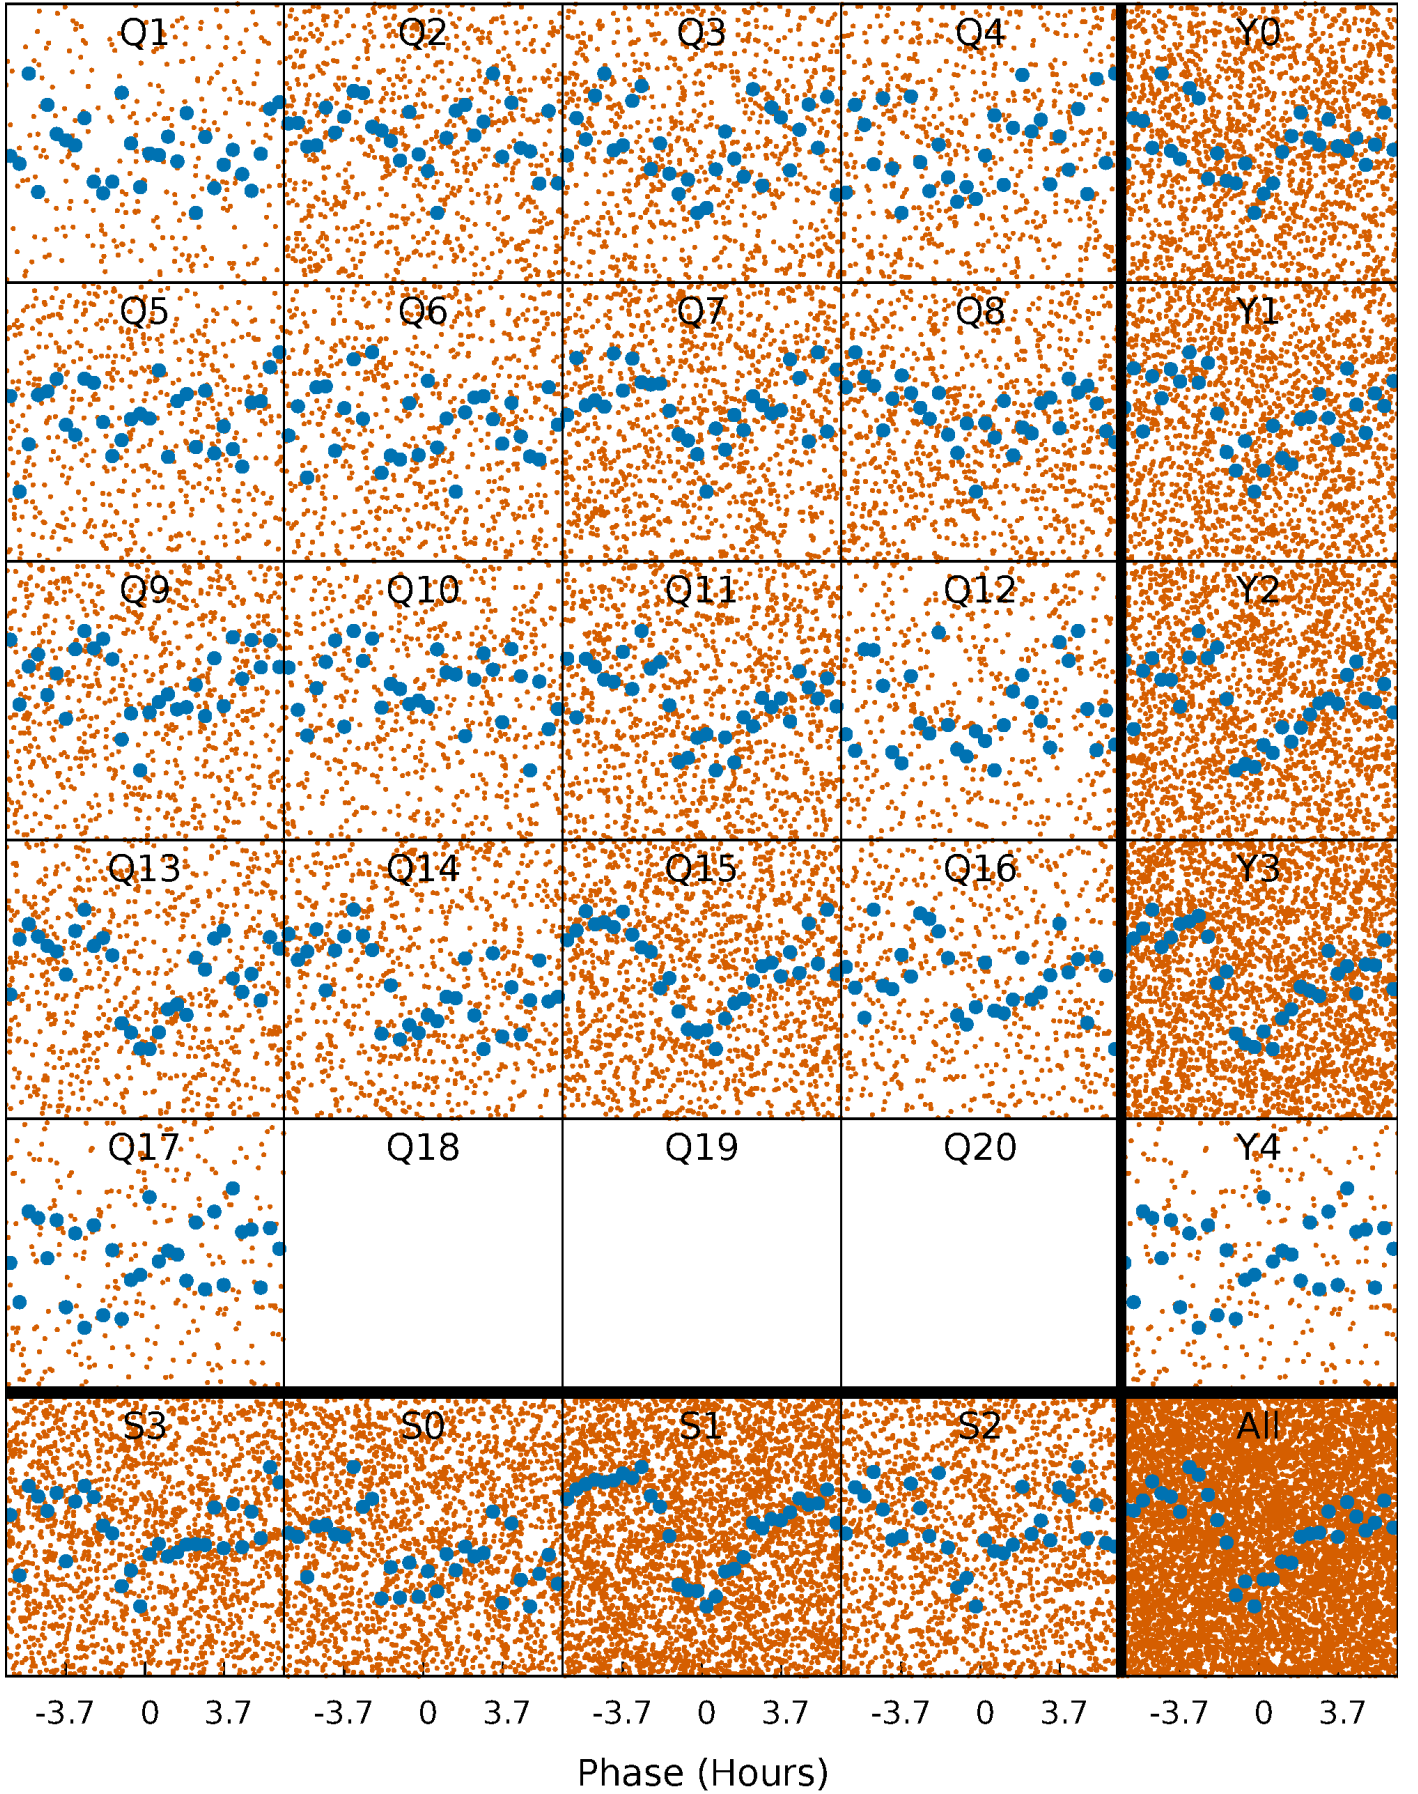 Q1 Q2 Q3 Q4 Y0
Q5 Q6 Q7 Q8 Y1
Q9 Q10 Q11 Q12 Y2
Q13 Q14 Q15 Q16 Y3
Q17 Q18 Q19 Q20 Y4
S3 S0 S1 S2 All
-3.7 0 3.7 -3.7 0 3.7 -3.7 0 3.7 -3.7 0 3.7 -3.7 0 3.7
Phase (Hours)